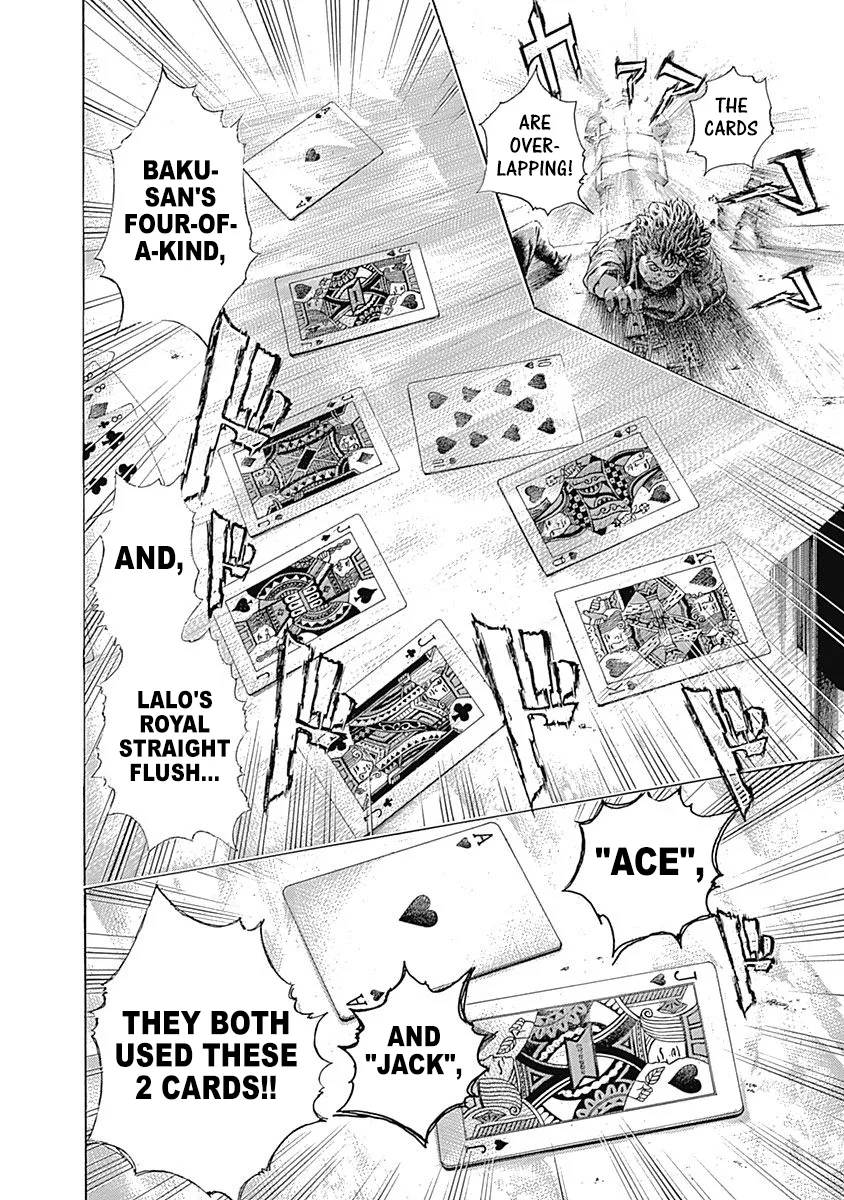 THE
CARDS
ARE
OVER-
LAPPING!
BAKU-
SAN'S
FOUR-OF-
A-KIND,
AND,
LALO'S
ROYAL
STRAIGHT
FLUSH...
"ACE",
AND
"JACK",
THEY BOTH
USED THESE
2 CARDS!!
A
A
J
J
10
J
J
J
J
J
K
A
A
J
J